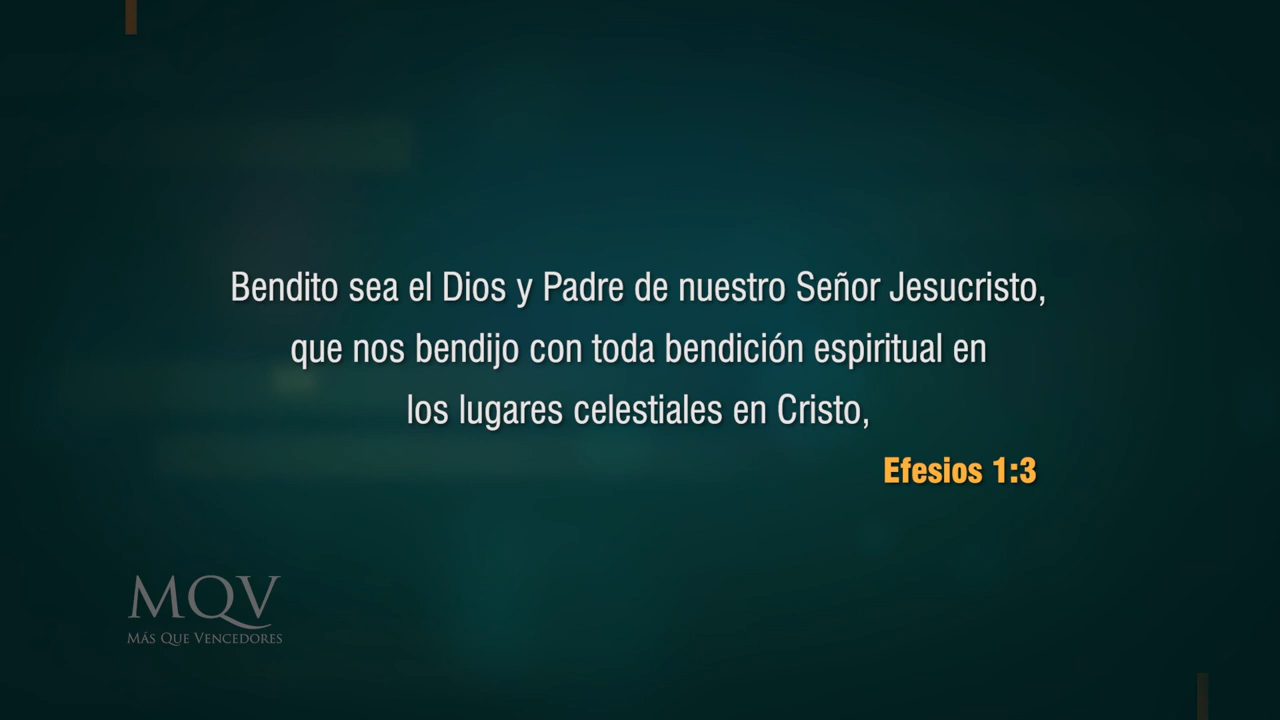 Bendito sea el Dios y Padre de nuestro Señor Jesucristo,
que nos bendijo con toda bendición espiritual en
los lugares celestiales en Cristo,
Efesios 1:3
MQV
MÁS QUE VENCEDORES